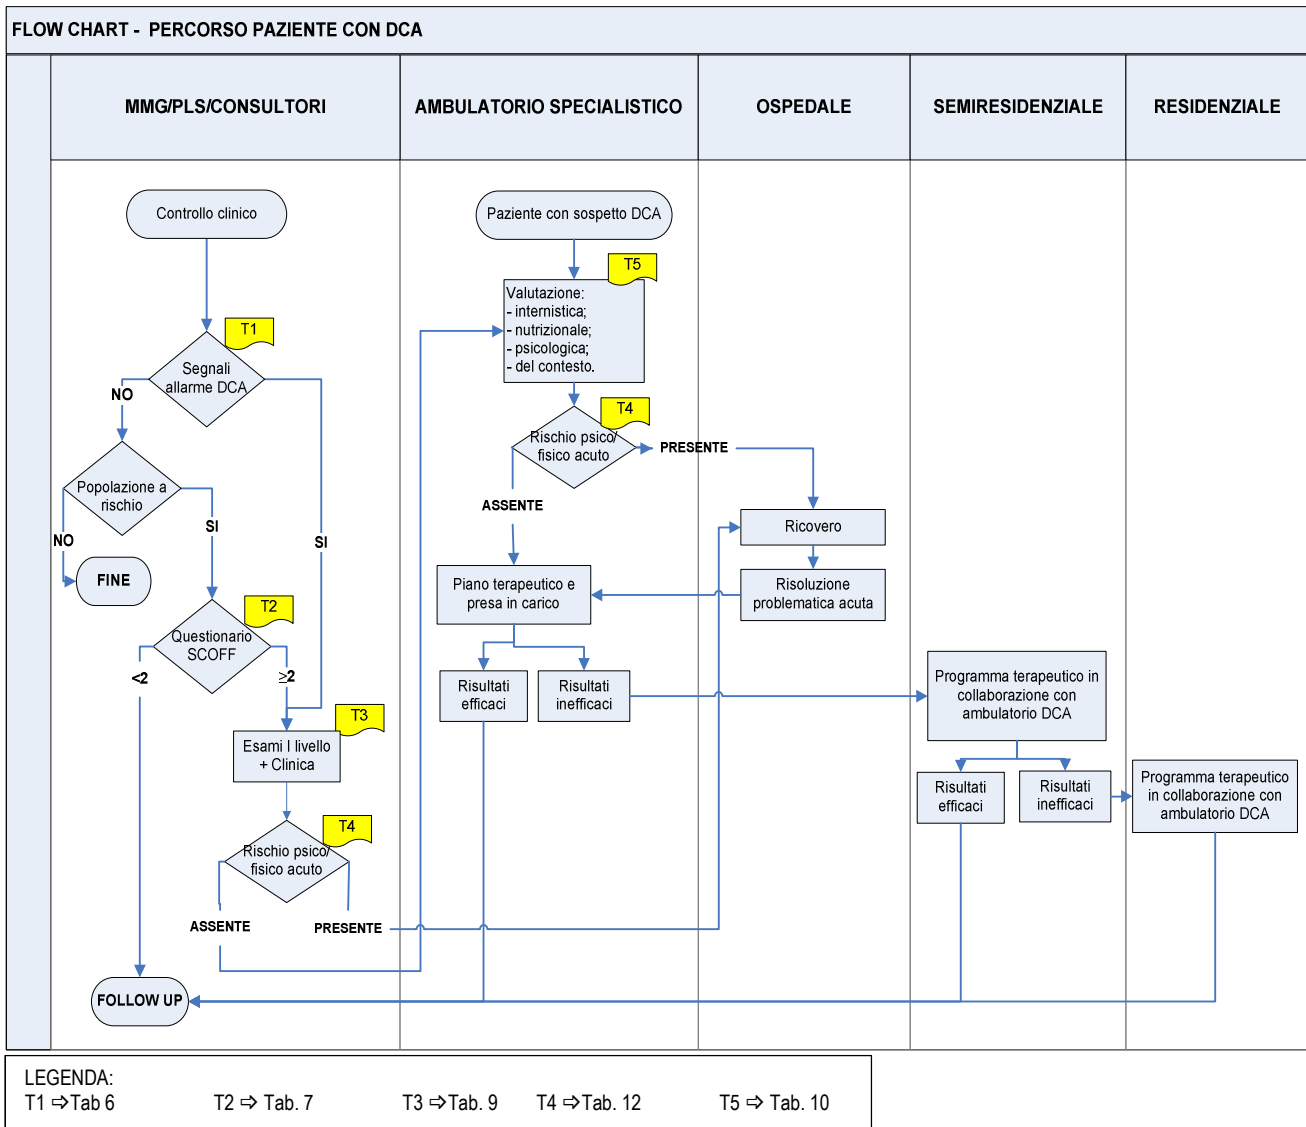 FLOW CHART - PERCORSO PAZIENTE CON DCA
MMG/PLS/CONSULTORI
AMBULATORIO SPECIALISTICO
OSPEDALE
SEMIRESIDENZIALE
RESIDENZIALE
Controllo clinico
T1
Segnali
allarme DCA
NO
SI
Popolazione a
rischio
NO
SI
FINE
T2
Questionario
SCOFF
<2
≥2
T3
Esami I livello
+ Clinica
T4
Rischio psico/
fisico acuto
ASSENTE
PRESENTE
FOLLOW UP
Paziente con sospetto DCA
T5
Valutazione:
- internistica;
- nutrizionale;
- psicologica;
- del contesto.
T4
Rischio psico/
fisico acuto
PRESENTE
ASSENTE
Piano terapeutico e
presa in carico
Risultati
efficaci
Risultati
inefficaci
Ricovero
Risoluzione
problematica acuta
Programma terapeutico in
collaborazione con
ambulatorio DCA
Risultati
efficaci
Risultati
inefficaci
Programma terapeutico
in collaborazione con
ambulatorio DCA
LEGENDA:
T1 ⇨Tab 6 T2 ⇨ Tab. 7 T3 ⇨Tab. 9 T4 ⇨Tab. 12 T5 ⇨ Tab. 10